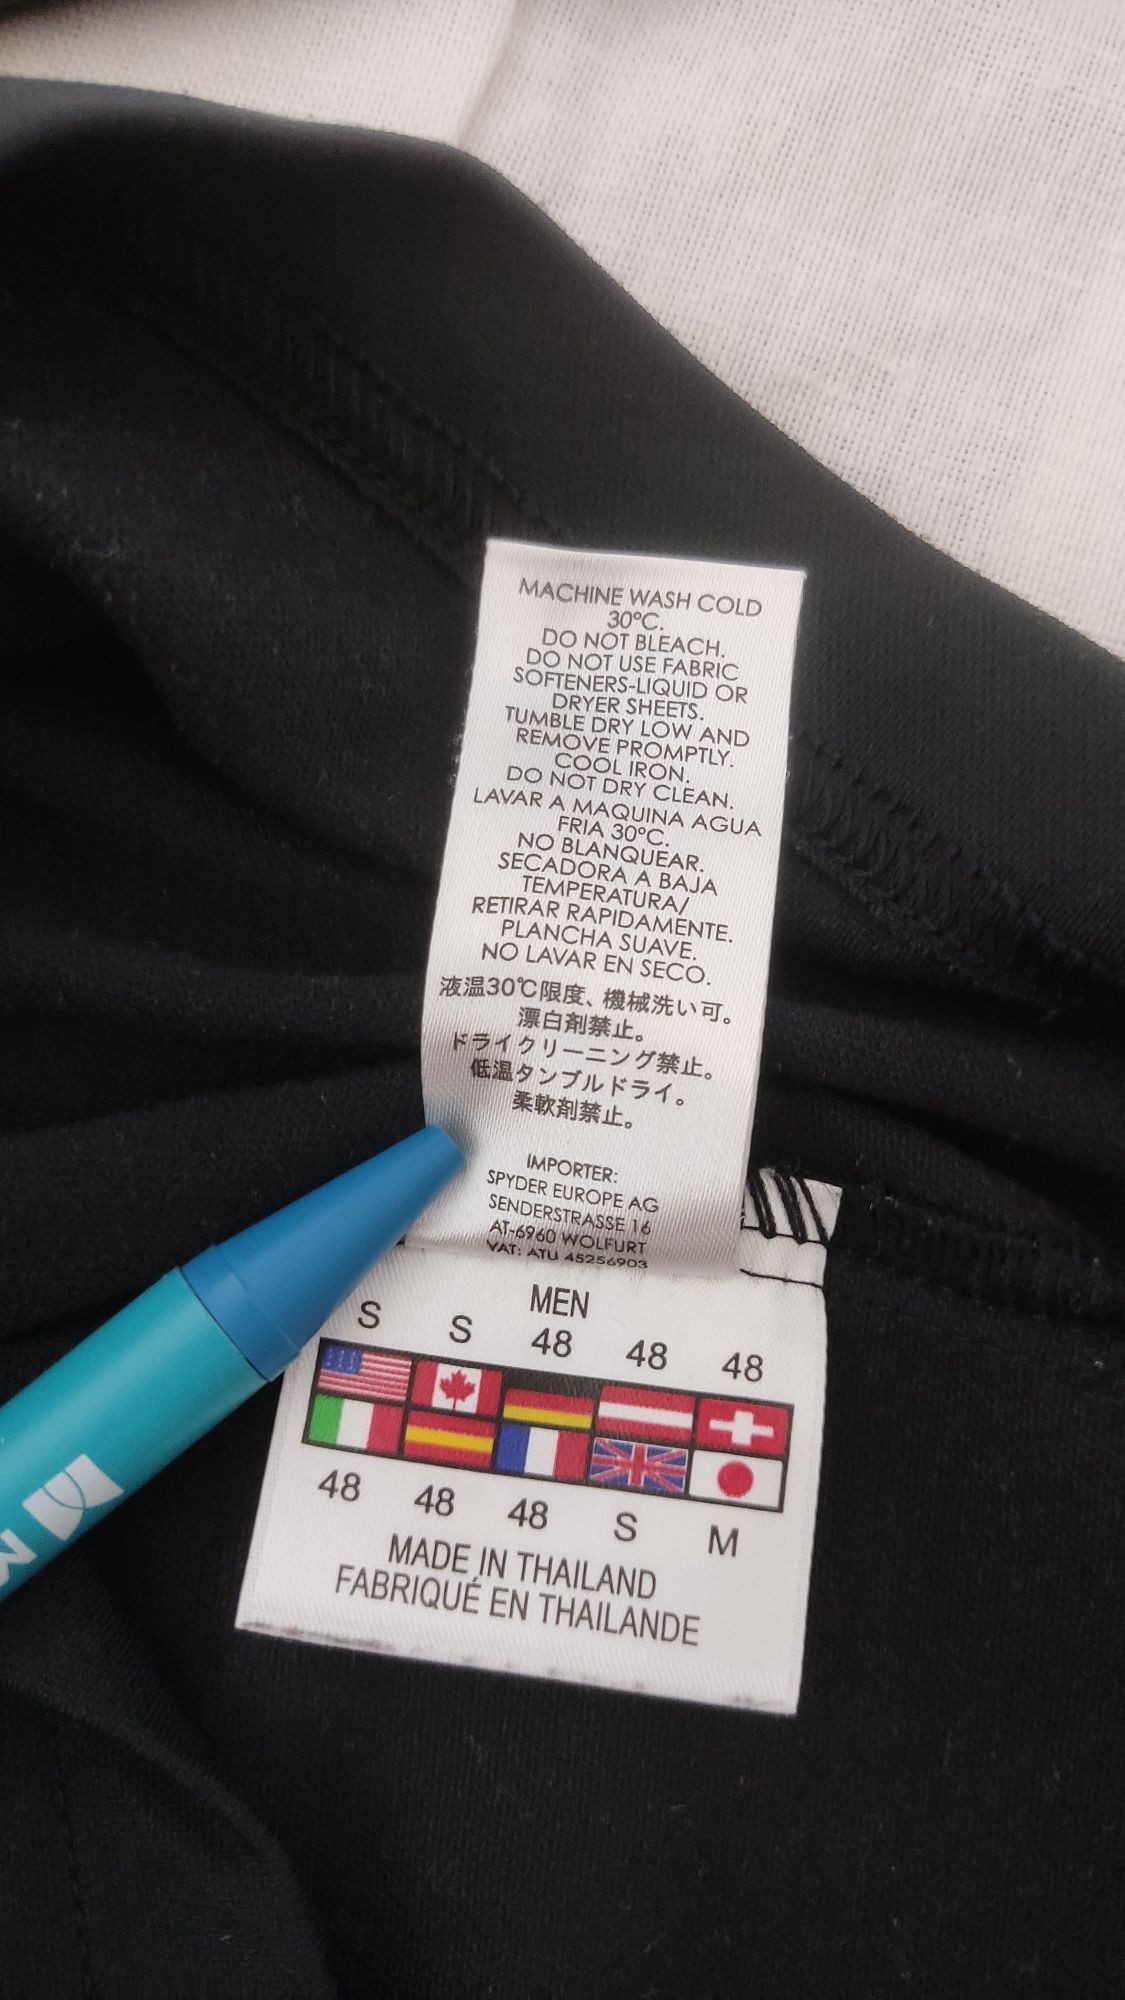 MACHINE WASH COLD
30°C.
DO NOT BLEACH.
DO NOT USE FABRIC
SOFTENERS-LIQUID OR
DRYER SHEETS.
TUMBLE DRY LOW AND
REMOVE PROMPTLY.
COOL IRON.
DO NOT DRY CLEAN.
LAVAR A MAQUINA AGUA
FRIA 30°C.
NO BLANQUEAR.
SECADORA A BAJA
TEMPERATURA/
RETIRAR RAPIDAMENTE.
PLANCHA SUAVE.
NO LAVAR EN SECO.
液温30℃限度、機械洗い可。
漂白剤禁止。
ドライクリーニング禁止。
低温タンブルドライ。
柔軟剤禁止。
IMPORTER:
SPYDER EUROPE AG
SENDERSTRASSE 16
AT-6960 WOLFURT
VAT: ATU 45256903
MEN
S S 48 48 48
48 48 48 S M
MADE IN THAILAND
FABRIQUÉ EN THAILANDE